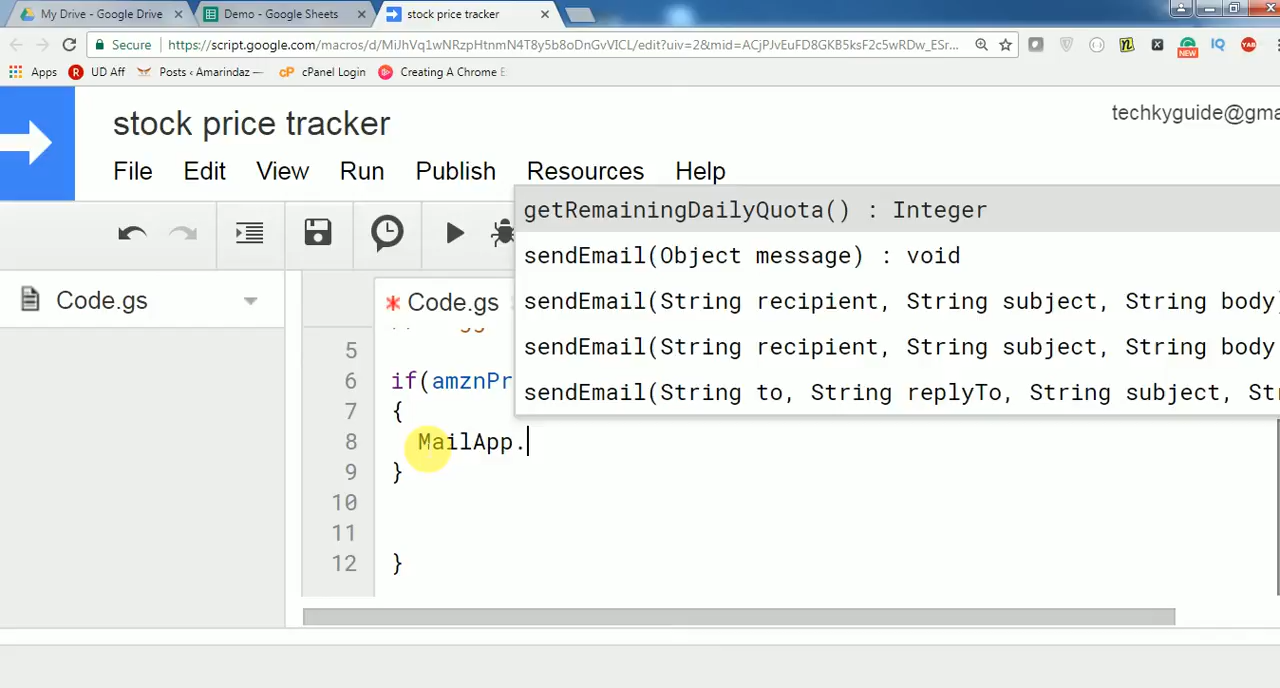 My Drive - Google Drive
Demo - Google Sheets
stock price tracker
Secure
https://script.google.com/macros/d/MiJhVq1wNRzpHtnmN4T8y5b8oDnGvVICL/edit?uiv=2&mid=ACjPJvEuFD8GKB5ksF2c5wRDw_ESr...
NEW
IQ
YAB
Apps
UD Aff
Posts ‹ Amarindaz —
cPanel Login
Creating A Chrome E
stock price tracker
techkyguide@gma
File Edit View Run Publish Resources Help
getRemainingDailyQuota() : Integer
sendEmail(Object message) : void
sendEmail(String recipient, String subject, String body)
sendEmail(String recipient, String subject, String body
sendEmail(String to, String replyTo, String subject, Str
Code.gs
* Code.gs
5
6 if(amznPr
7 {
8 MailApp.
9 }
10
11
12 }